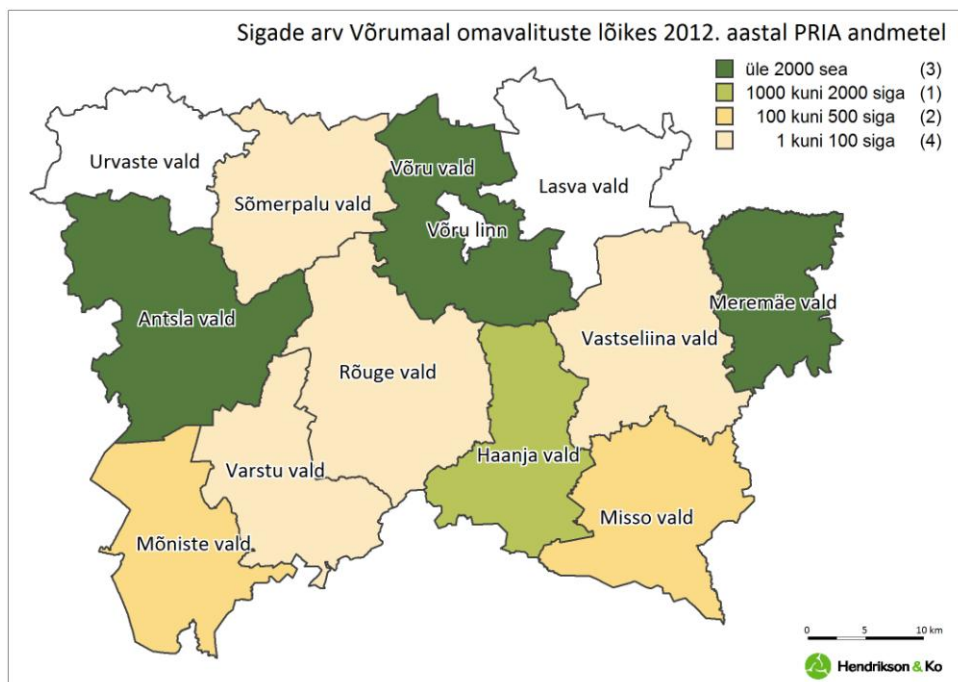 Sigade arv Võrumaal omavalituste lõikes 2012. aastal PRIA andmetel
üle 2000 sea (3)
1000 kuni 2000 siga (1)
100 kuni 500 siga (2)
1 kuni 100 siga (4)
Urvaste vald
Võru vald
Lasva vald
Sõmerpalu vald
Võru linn
Antsla vald
Meremäe vald
Vastseliina vald
Rõuge vald
Haanja vald
Varstu vald
Misso vald
Mõniste vald
0 5 10 km
Hendrikson & Ko